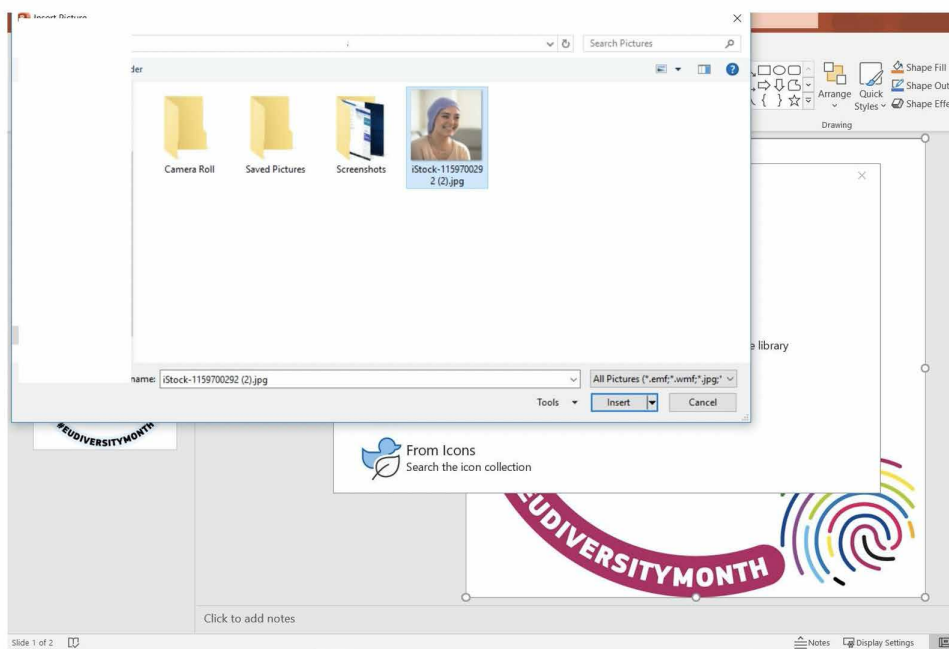 Insert Picture
Search Pictures
der
Camera Roll
Saved Pictures
Screenshots
iStock-115970029
2 (2).jpg
name:
iStock-1159700292 (2).jpg
All Pictures (*.emf;*.wmf;*.jpg;*
Tools
Insert
Cancel
Arrange
Quick
Styles
Shape Fill
Shape Out
Shape Effe
Drawing
e library
From Icons
Search the icon collection
#EUDIVERSITYMONTH
EUDIVERSITYMONTH
Click to add notes
Slide 1 of 2
Notes
Display Settings